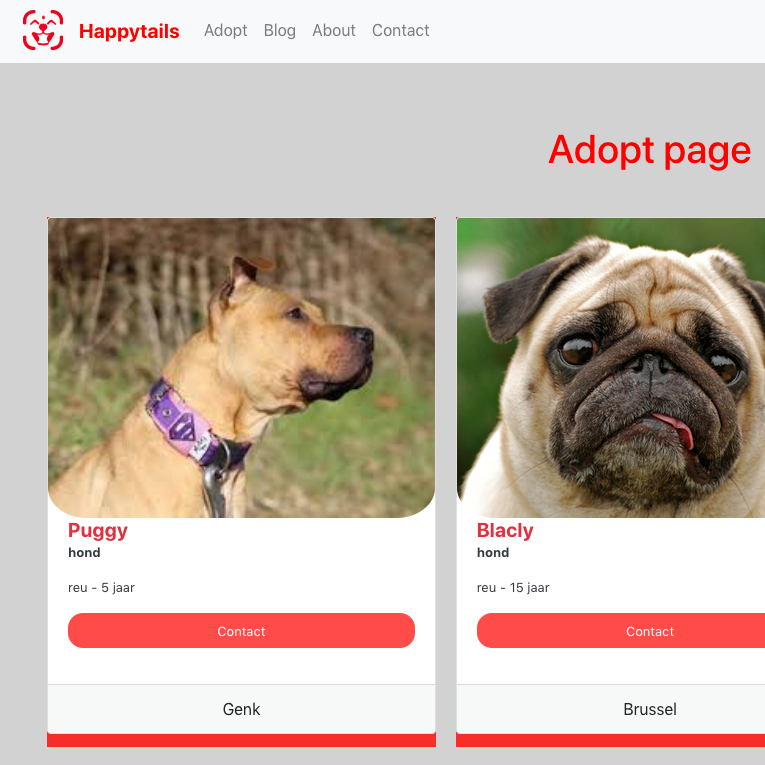 Happytails Adopt Blog About Contact
Adopt page
Puggy
hond
reu - 5 jaar
Contact
Genk
Blacly
hond
reu - 15 jaar
Contact
Brussel